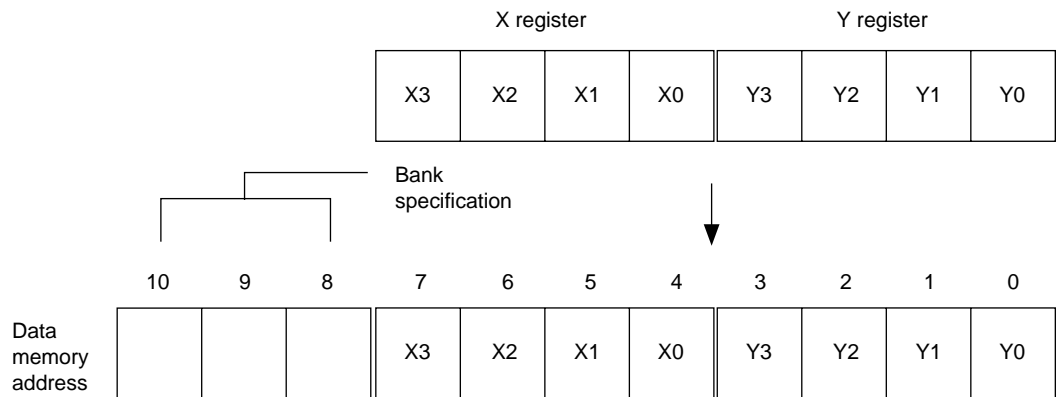 X register Y register
X3 X2 X1 X0 Y3 Y2 Y1 Y0
Bank
specification
10 9 8 7 6 5 4 3 2 1 0
Data
memory
address
X3 X2 X1 X0 Y3 Y2 Y1 Y0